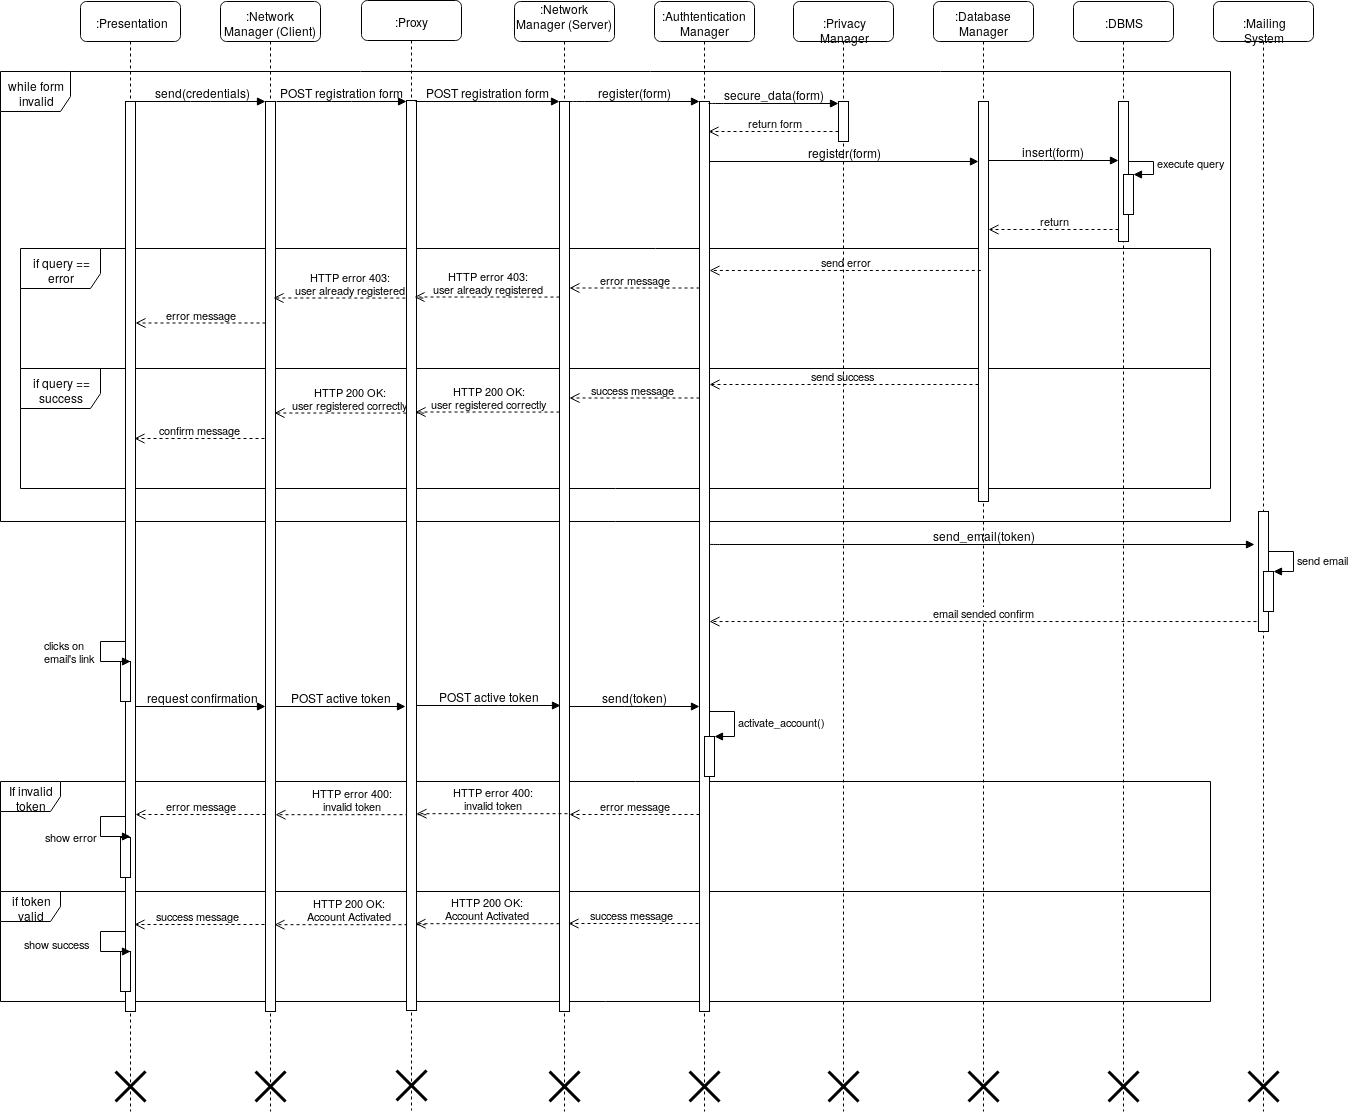 :Presentation
:Network
Manager (Client)
:Proxy
:Network
Manager (Server)
:Authtentication
Manager
:Privacy
Manager
:Database
Manager
:DBMS
:Mailing
System
while form
invalid
send(credentials)
POST registration form
POST registration form
register(form)
secure_data(form)
return form
register(form)
insert(form)
execute query
return
if query ==
error
send error
HTTP error 403:
user already registered
HTTP error 403:
user already registered
error message
error message
if query ==
success
send success
HTTP 200 OK:
user registered correctly
HTTP 200 OK:
user registered correctly
success message
confirm message
send_email(token)
send email
email sended confirm
clicks on
email's link
request confirmation
POST active token
POST active token
send(token)
activate_account()
If invalid
token
error message
HTTP error 400:
invalid token
HTTP error 400:
invalid token
error message
show error
if token
valid
success message
HTTP 200 OK:
Account Activated
HTTP 200 OK:
Account Activated
success message
show success